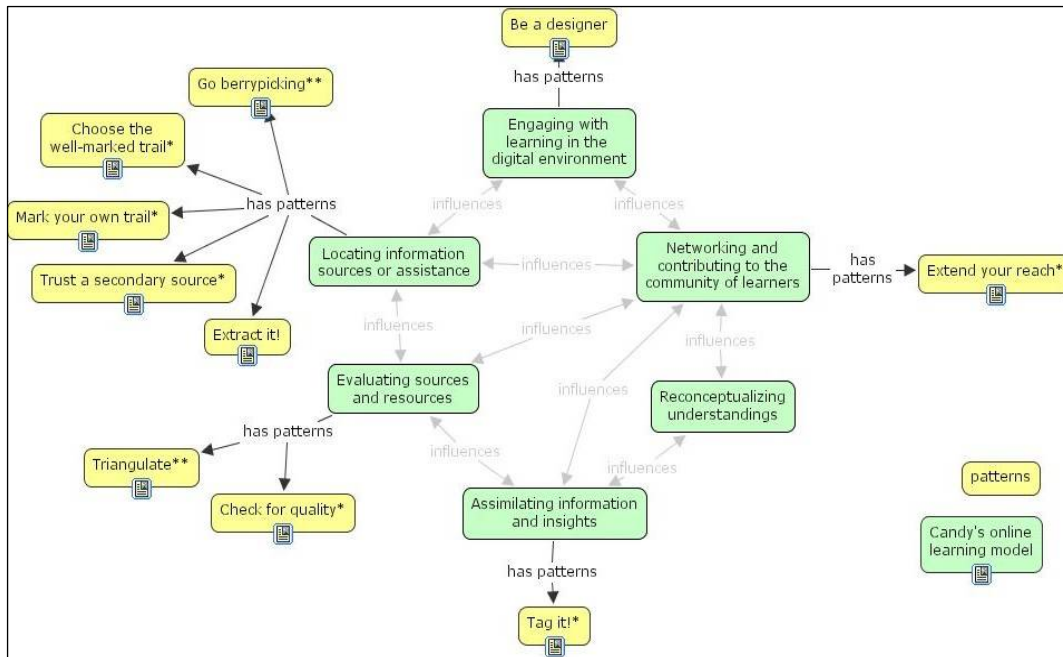 Be a designer
has patterns
Go berrypicking**
Choose the
well-marked trail*
Engaging with
learning in the
digital environment
has patterns
influences
influences
Mark your own trail*
Locating information
sources or assistance
influences
Networking and
contributing to the
community of learners
has
patterns
Extend your reach*
Trust a secondary source*
Extract it!
influences
influences
influences
influences
Evaluating sources
and resources
Reconceptualizing
understandings
has patterns
influences
influences
Triangulate**
Check for quality*
Assimilating information
and insights
patterns
Candy's online
learning model
has patterns
Tag it!*